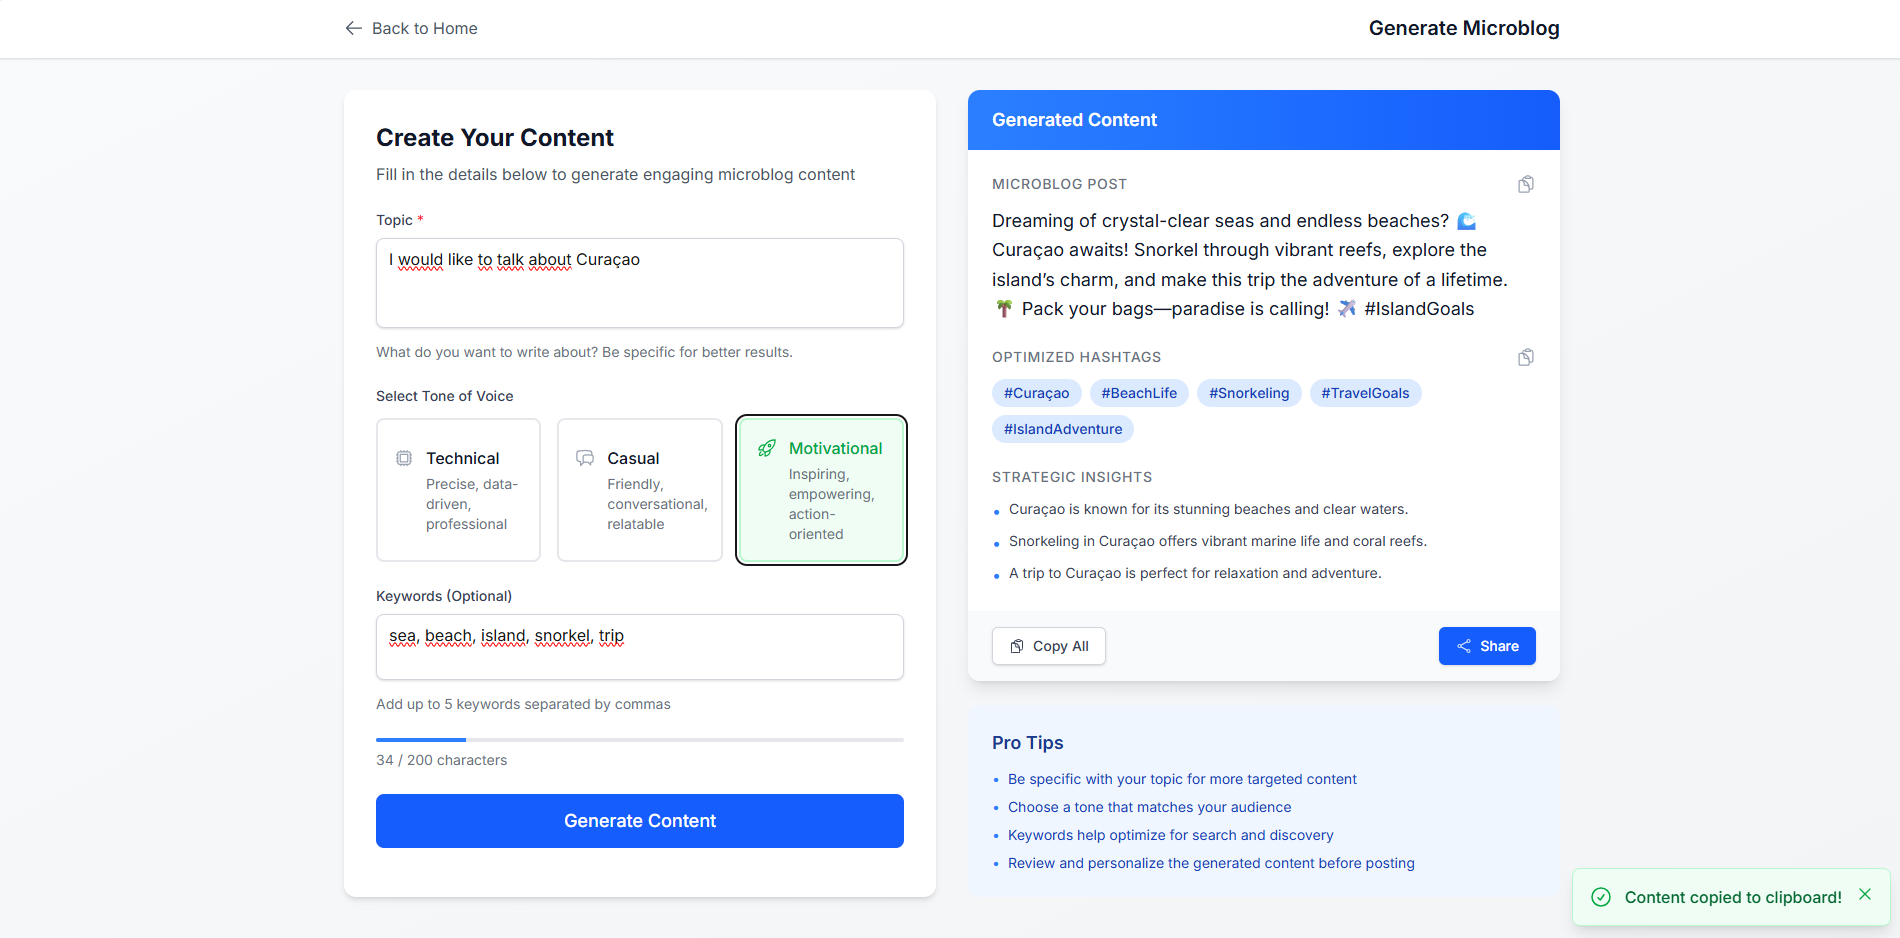 Back to Home
Generate Microblog
Create Your Content
Fill in the details below to generate engaging microblog content
Topic *
I would like to talk about Curaçao
What do you want to write about? Be specific for better results.
Select Tone of Voice
Technical
Precise, data-
driven,
professional
Casual
Friendly,
conversational,
relatable
Motivational
Inspiring,
empowering,
action-
oriented
Keywords (Optional)
sea, beach, island, snorkel, trip
Add up to 5 keywords separated by commas
34 / 200 characters
Generate Content
Generated Content
MICROBLOG POST
Dreaming of crystal-clear seas and endless beaches? 🌊
Curaçao awaits! Snorkel through vibrant reefs, explore the
island’s charm, and make this trip the adventure of a lifetime.
🌴 Pack your bags—paradise is calling! ✈️ #IslandGoals
OPTIMIZED HASHTAGS
#Curaçao #BeachLife #Snorkeling #TravelGoals
#IslandAdventure
STRATEGIC INSIGHTS
• Curaçao is known for its stunning beaches and clear waters.
• Snorkeling in Curaçao offers vibrant marine life and coral reefs.
• A trip to Curaçao is perfect for relaxation and adventure.
Copy All
Share
Pro Tips
• Be specific with your topic for more targeted content
• Choose a tone that matches your audience
• Keywords help optimize for search and discovery
• Review and personalize the generated content before posting
Content copied to clipboard!